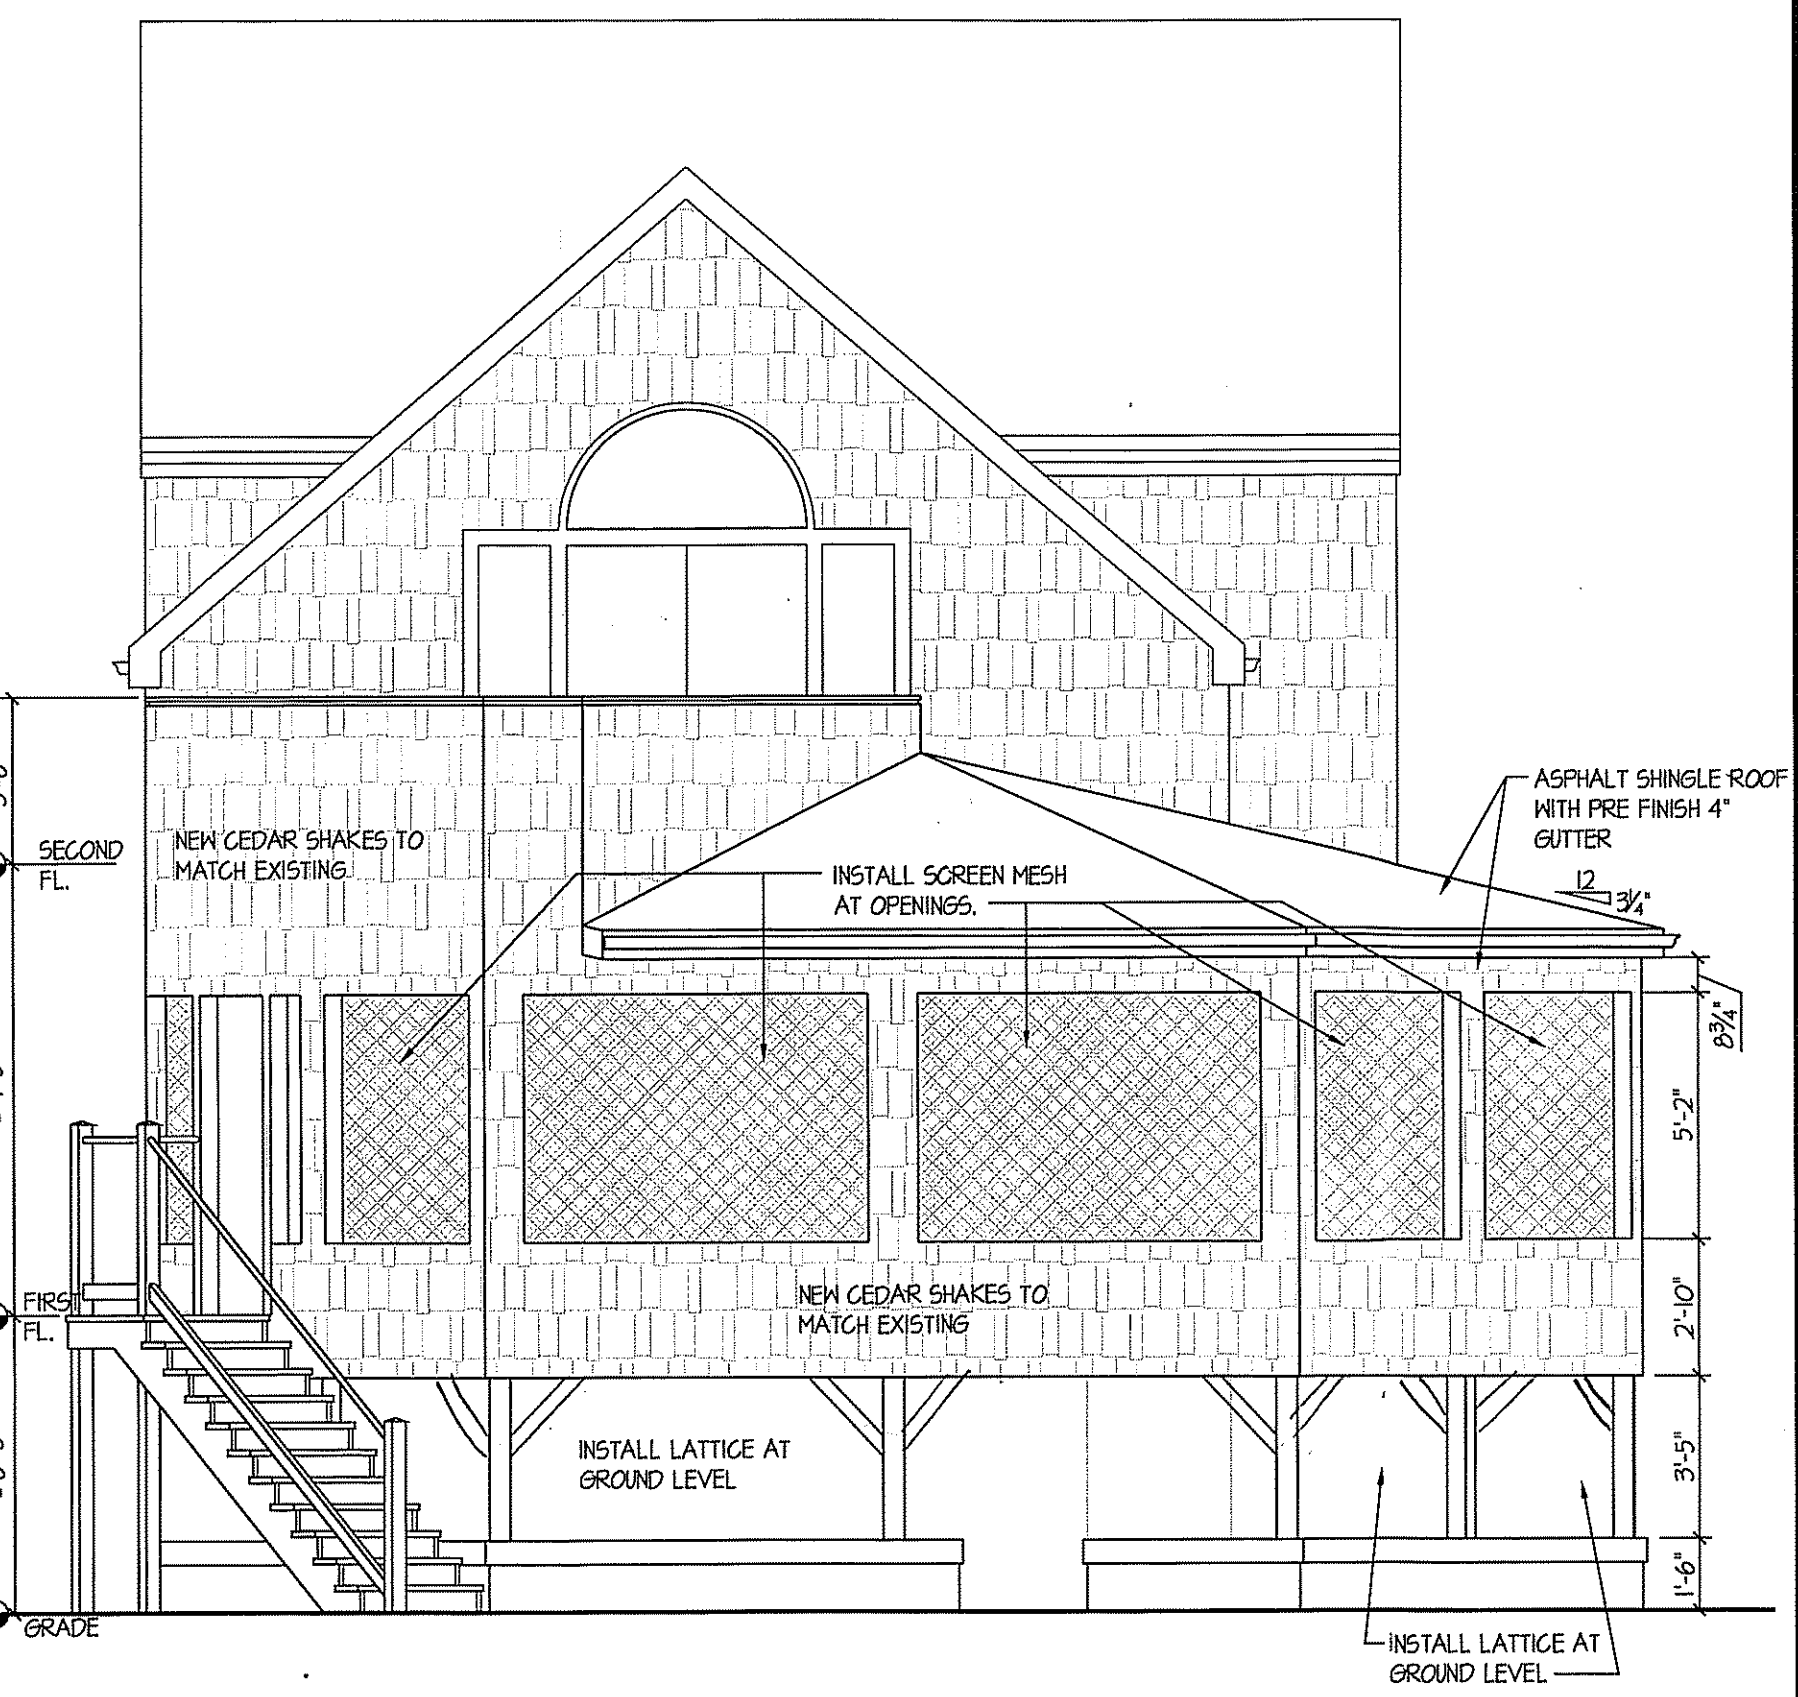 ASPHALT SHINGLE ROOF
WITH PRE FINISH 4"
GUTTER
SECOND
FL.
NEW CEDAR SHAKES TO
MATCH EXISTING
INSTALL SCREEN MESH
AT OPENINGS.
12
3¼"
8¾"
5'-2"
FIRST
FL.
NEW CEDAR SHAKES TO
MATCH EXISTING
2'-10"
INSTALL LATTICE AT
GROUND LEVEL
3'-5"
1'-6"
GRADE
INSTALL LATTICE AT
GROUND LEVEL